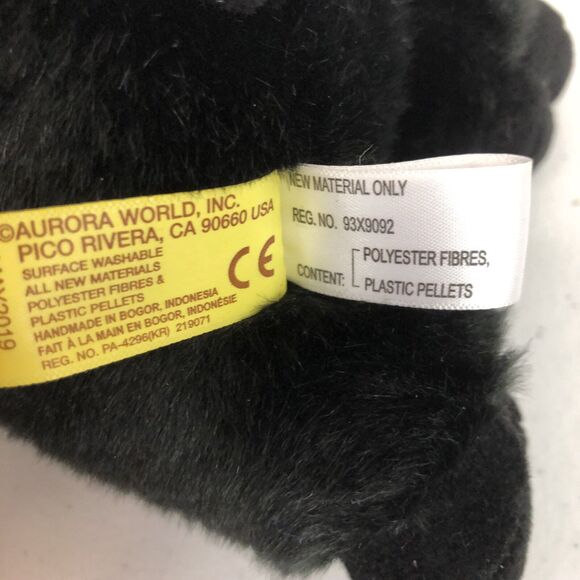 ©AURORA WORLD, INC.
PICO RIVERA, CA 90660 USA
SURFACE WASHABLE
ALL NEW MATERIALS
POLYESTER FIBRES &
PLASTIC PELLETS
HANDMADE IN BOGOR, INDONESIA
FAIT À LA MAIN EN BOGOR, INDONÉSIE
REG. NO. PA-4296(KR) 219071
CE
NEW MATERIAL ONLY
REG. NO. 93X9092
CONTENT: POLYESTER FIBRES,
PLASTIC PELLETS